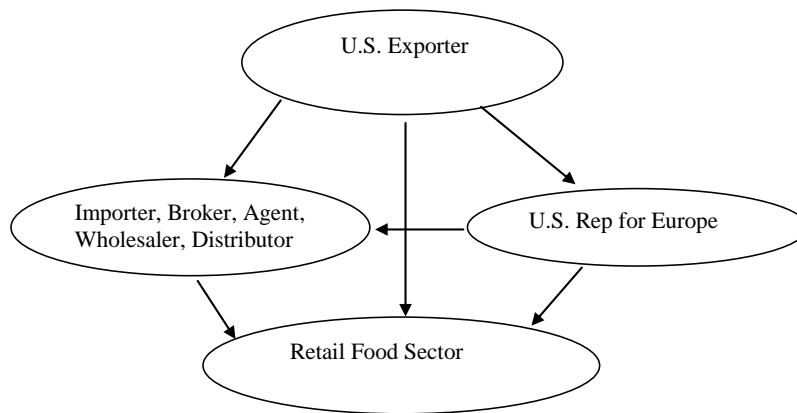 U.S. Exporter
Importer, Broker, Agent,
Wholesaler, Distributor
U.S. Rep for Europe
Retail Food Sector